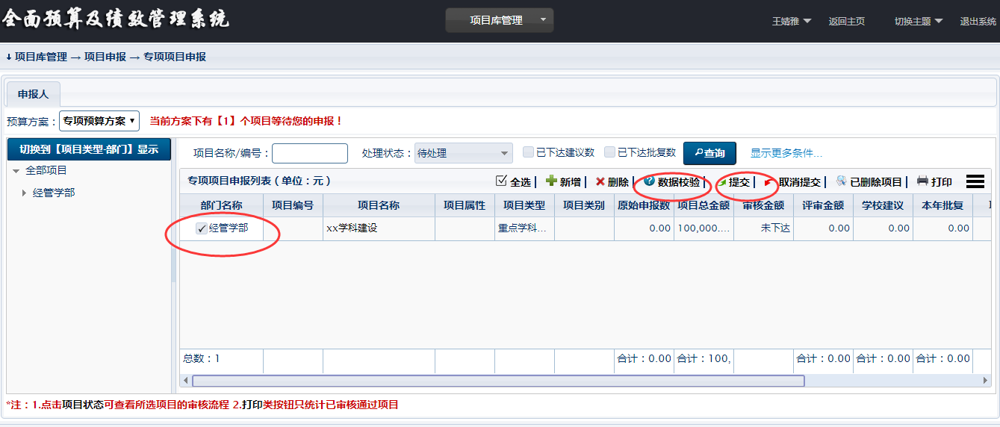 全面预算及绩效管理系统
项目库管理
王婧雅 返回主页 切换主题 退出系统
项目库管理 → 项目申报 → 专项项目申报
申报人
预算方案： 专项预算方案 当前方案下有【1】个项目等待您的申报！
切换到【项目类型-部门】显示
全部项目
经管学部
项目名称/编号： 处理状态： 待处理 已下达建议数 已下达批复数 查询 显示更多条件...
专项项目申报列表（单位：元） 全选 | 新增 | 删除 | 数据校验 | 提交 | 取消提交 | 已删除项目 | 打印
部门名称 项目编号 项目名称 项目属性 项目类型 项目类别 原始申报数 项目总金额 审核金额 评审金额 学校建议 本年批复
经管学部 xx学科建设 重点学科... 0.00 100,000.... 未下达 0.00 0.00 0.00
总数：1 合计：0.00 合计：100, 合计：0.00 合计：0.00 合计：0.00
*注：1.点击项目状态可查看所选项目的审核流程 2.打印类按钮只统计已审核通过项目